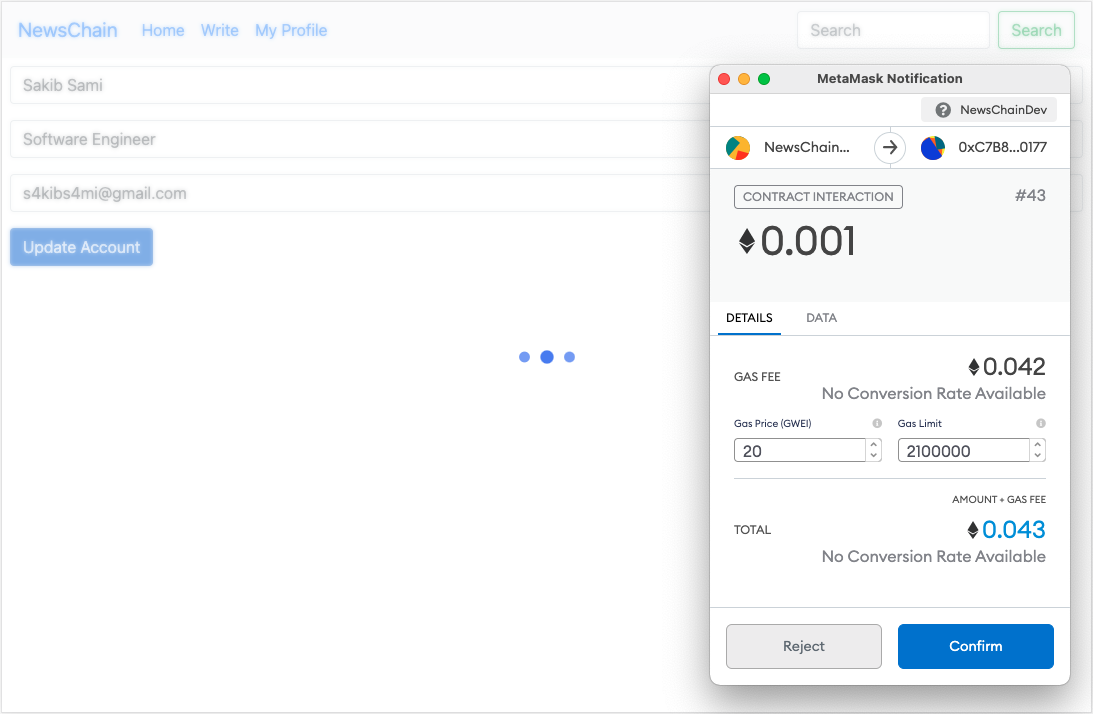 NewsChain Home Write My Profile Search Search
Sakib Sami
Software Engineer
s4kibs4mi@gmail.com
Update Account
MetaMask Notification
? NewsChainDev
NewsChain... 0xC7B8...0177
CONTRACT INTERACTION #43
0.001
DETAILS DATA
GAS FEE 0.042
No Conversion Rate Available
Gas Price (GWEI) Gas Limit
20 2100000
AMOUNT + GAS FEE
TOTAL 0.043
No Conversion Rate Available
Reject Confirm